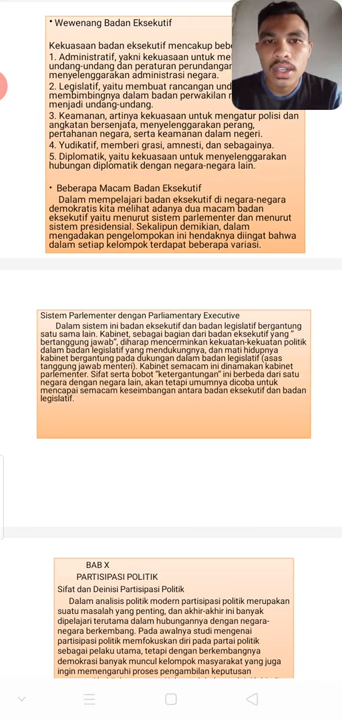 • Wewenang Badan Eksekutif
Kekuasaan badan eksekutif mencakup
1. Administratif, yakni kekuasaan untuk
undang-undang dan peraturan
menyelenggarakan administrasi negara.
2. Legislatif, yaitu membuat rancangan
membimbingnya dalam badan perwakilan
menjadi undang-undang.
3. Keamanan, artinya kekuasaan untuk mengatur polisi dan
angkatan bersenjata, menyelenggarakan perang,
pertahanan negara, serta keamanan dalam negeri.
4. Yudikatif, memberi grasi, amnesti, dan sebagainya.
5. Diplomatik, yaitu kekuasaan untuk menyelenggarakan
hubungan diplomatik dengan negara-negara lain.
• Beberapa Macam Badan Eksekutif
Dalam mempelajari badan eksekutif di negara-negara
demokratis kita melihat adanya dua macam badan
eksekutif yaitu menurut sistem parlementer dan menurut
sistem presidensial. Sekalipun demikian, dalam
mengadakan pengelompokan ini hendaknya diingat bahwa
dalam setiap kelompok terdapat beberapa variasi.
Sistem Parlementer dengan Parliamentary Executive
Dalam sistem ini badan eksekutif dan badan legislatif bergantung
satu sama lain. Kabinet, sebagai bagian dari badan eksekutif yang "
bertanggung jawab", diharap mencerminkan kekuatan-kekuatan politik
dalam badan legislatif yang mendukungnya, dan mati hidupnya
kabinet bergantung pada dukungan dalam badan legislatif (asas
tanggung jawab menteri). Kabinet semacam ini dinamakan kabinet
parlementer. Sifat serta bobot "ketergantungan" ini berbeda dari satu
negara dengan negara lain, akan tetapi umumnya dicoba untuk
mencapai semacam keseimbangan antara badan eksekutif dan badan
legislatif.
BAB X
PARTISIPASI POLITIK
Sifat dan Deinisi Partisipasi Politik
Dalam analisis politik modern partisipasi politik merupakan
suatu masalah yang penting, dan akhir-akhir ini banyak
dipelajari terutama dalam hubungannya dengan negara-
negara berkembang. Pada awalnya studi mengenai
partisipasi politik memfokuskan diri pada partai politik
sebagai pelaku utama, tetapi dengan berkembangnya
demokrasi banyak muncul kelompok masyarakat yang juga
ingin memengaruhi proses pengambilan keputusan